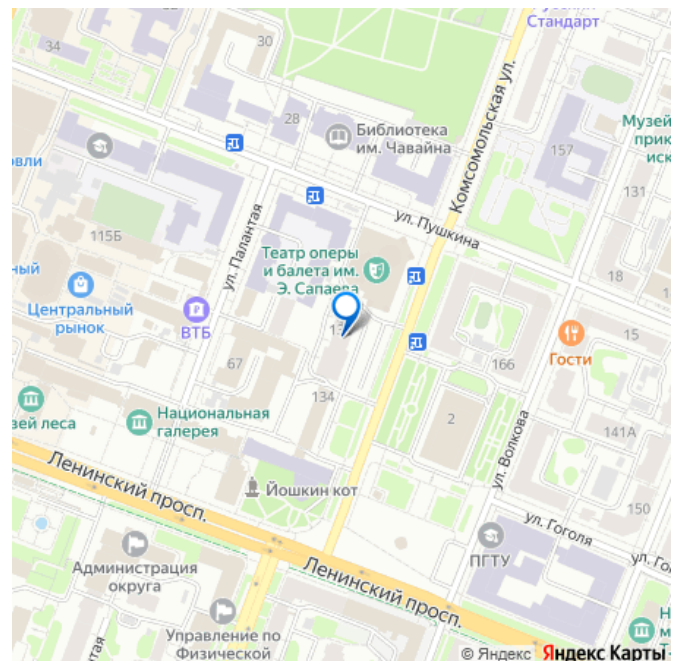 Стандарт
34
30
28
Библиотека
им. Чавайна
Комсомольская ул.
Музей
прик
иск
157
131
овли
ул. Пушкина
115Б
ул. Палантая
Театр оперы
и балета им.
Э. Сапаева
18
ный
Центральный
рынок
ВТБ
15
Гости
166
67
134
2
141А
зей леса
Национальная
галерея
ул. Волкова
Ленинский просп.
Йошкин кот
150
ул. Гоголя
ул. Го
ПГТУ
Администрация
округа
Ленинский просп.
Управление по
Физической
© Яндекс Яндекс Карты